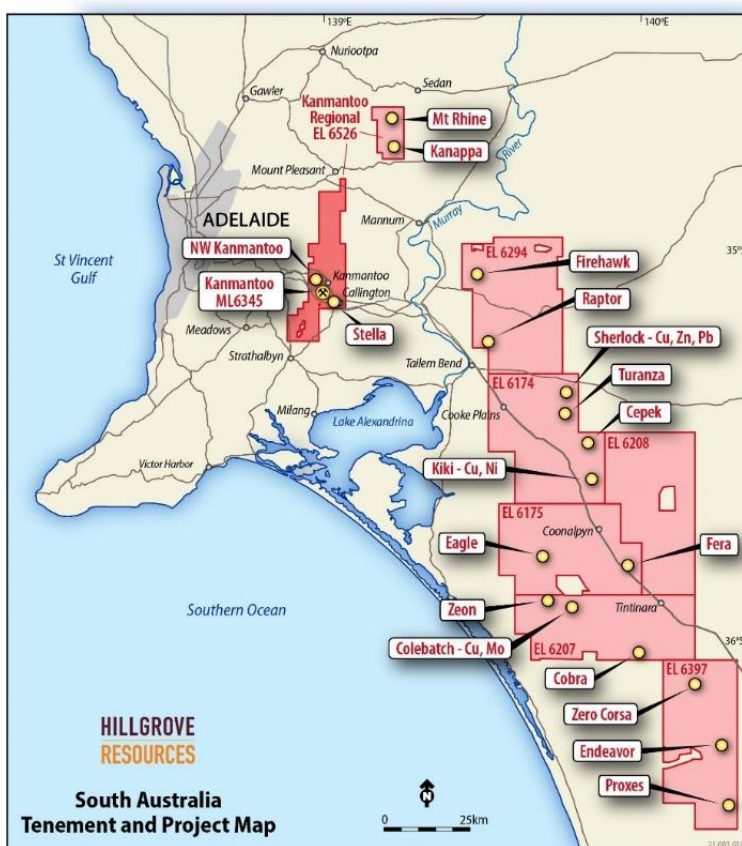 139°E
140°E
Nuriootpa
Sedan
Gawler
Kanmantoo
Regional
EL 6526
Mt Rhine
Kanappa
Mount Pleasant
River
Murray
Mannum
ADELAIDE
35°S
St Vincent
Gulf
NW Kanmantoo
Kanmantoo
Kanmantoo
ML6345
Callington
Stella
EL 6294
Firehawk
Raptor
Meadows
Strathalbyn
Sherlock - Cu, Zn, Pb
Tailem Bend
EL 6174
Turanza
Milang
Lake Alexandrina
Cooke Plains
Cepek
EL 6208
Victor Harbor
Kiki - Cu, Ni
EL 6175
Coonalpyn
Eagle
Fera
Zeon
Tintinara
Southern Ocean
Colebatch - Cu, Mo
EL 6207
36°S
Cobra
EL 6397
Zero Corsa
HILLGROVE
RESOURCES
Endeavor
Proxes
South Australia
Tenement and Project Map
N
0
25km